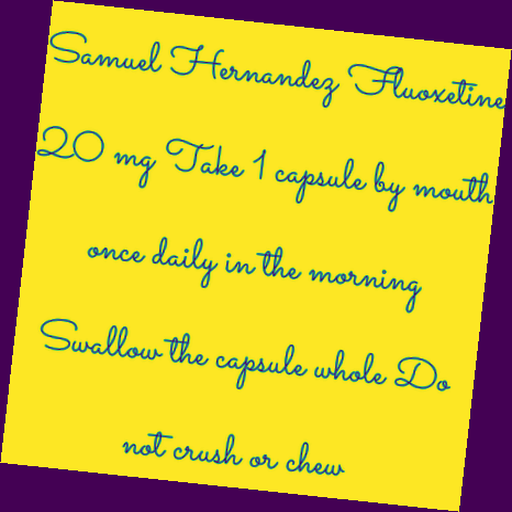 Samuel Hernandez Fluoxetine
20 mg Take 1 capsule by mouth
once daily in the morning
Swallow the capsule whole Do
not crush or chew